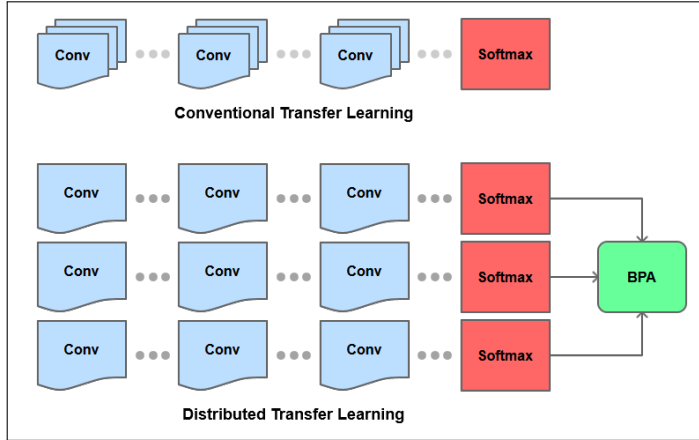 Conv Conv Conv Softmax
Conventional Transfer Learning
Conv Conv Conv Softmax
Conv Conv Conv Softmax BPA
Conv Conv Conv Softmax
Distributed Transfer Learning